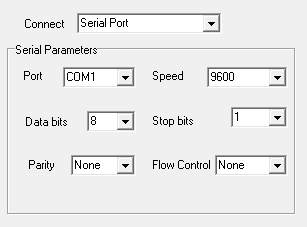 Connect Serial Port
Serial Parameters
Port COM1 Speed 9600
Data bits 8 Stop bits 1
Parity None Flow Control None